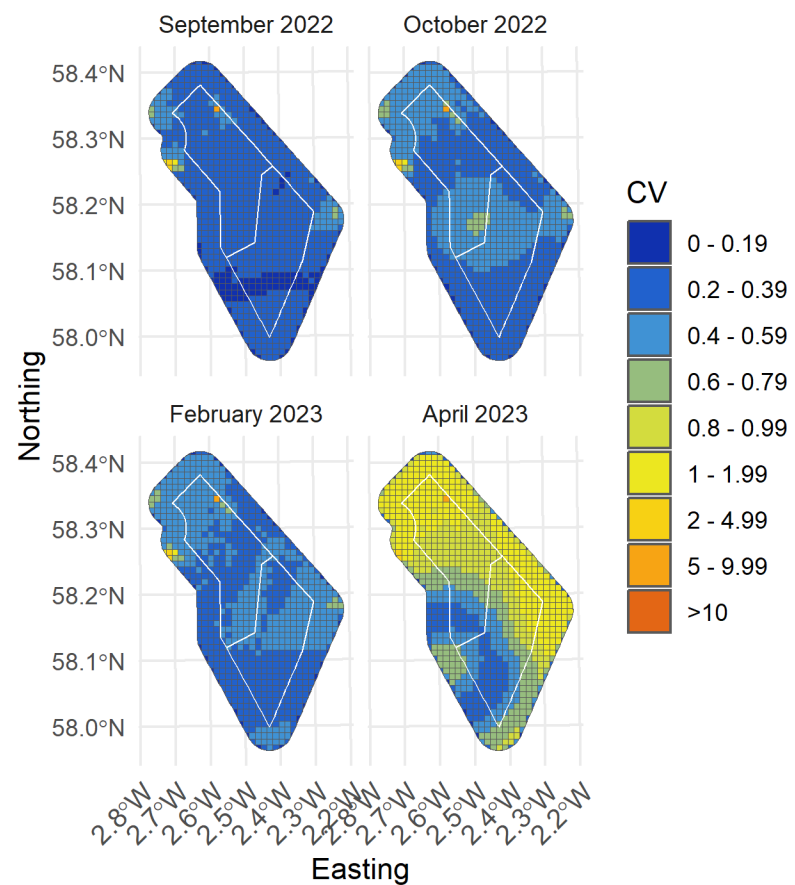 September 2022
October 2022
58.4°N
58.3°N
58.2°N
58.1°N
58.0°N
February 2023
April 2023
58.4°N
58.3°N
58.2°N
58.1°N
58.0°N
2.8°W
2.7°W
2.6°W
2.5°W
2.4°W
2.3°W
2.2°W
2.8°W
2.7°W
2.6°W
2.5°W
2.4°W
2.3°W
2.2°W
Northing
Easting
CV
0 - 0.19
0.2 - 0.39
0.4 - 0.59
0.6 - 0.79
0.8 - 0.99
1 - 1.99
2 - 4.99
5 - 9.99
>10